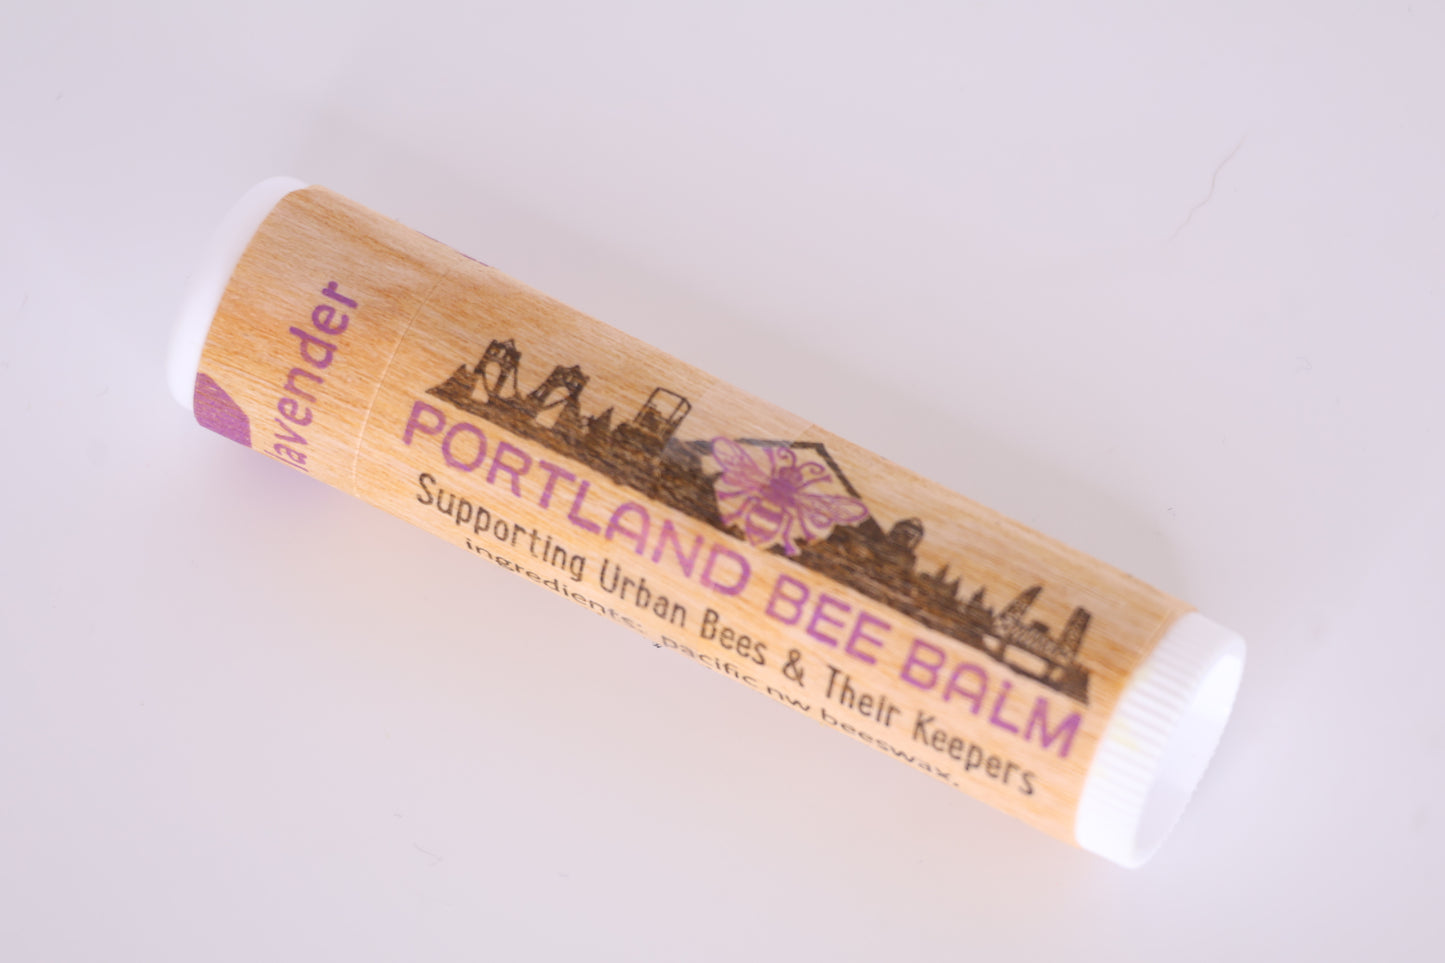 lavender
PORTLAND BEE BALM
Supporting Urban Bees & Their Keepers
ingredients:
*pacific nw beeswax,